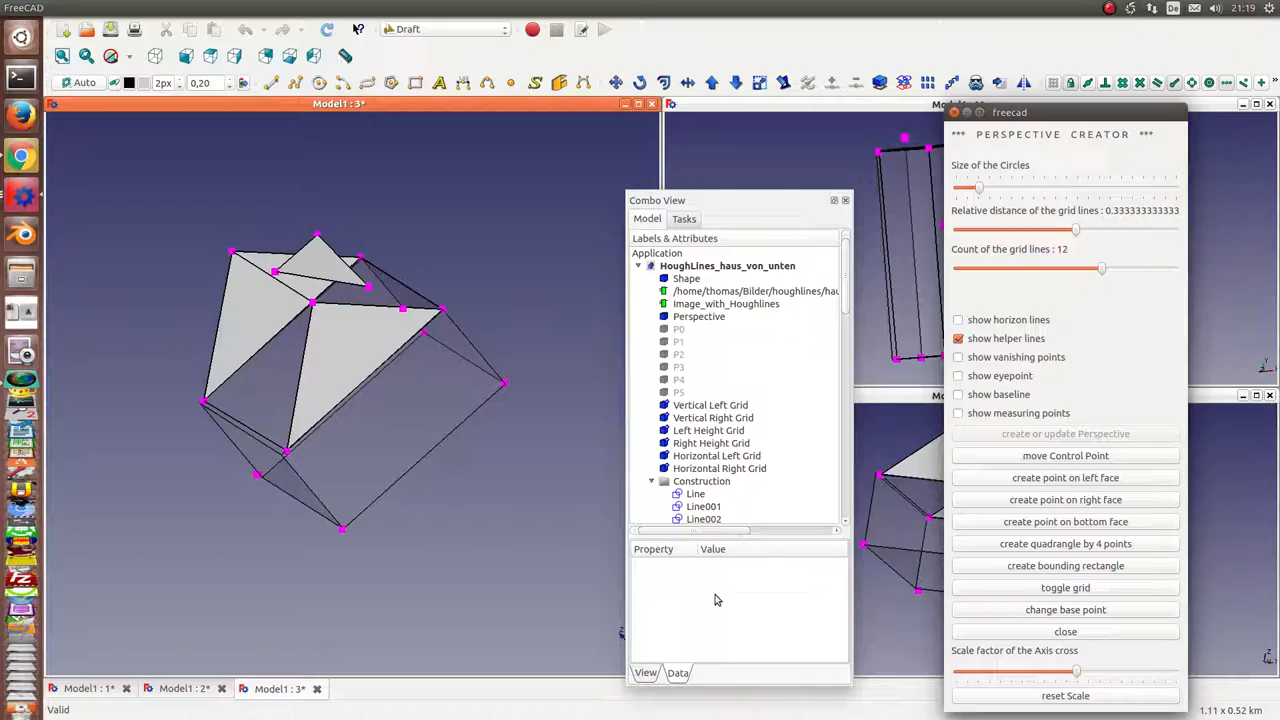 FreeCAD
De
21:19
Draft
Auto
2px
0,20
Model1 : 3*
Mode
freecad
*** PERSPECTIVE CREATOR ***
Size of the Circles
Relative distance of the grid lines : 0.333333333333
Count of the grid lines : 12
show horizon lines
show helper lines
show vanishing points
show eyepoint
show baseline
show measuring points
create or update Perspective
move Control Point
create point on left face
create point on right face
create point on bottom face
create quadrangle by 4 points
create bounding rectangle
toggle grid
change base point
close
Scale factor of the Axis cross
reset Scale
Combo View
Model
Tasks
Labels & Attributes
Application
HoughLines_haus_von_unten
Shape
/home/thomas/Bilder/houghlines/hau
Image_with_Houghlines
Perspective
P0
P1
P2
P3
P4
P5
Vertical Left Grid
Vertical Right Grid
Left Height Grid
Right Height Grid
Horizontal Left Grid
Horizontal Right Grid
Construction
Line
Line001
Line002
Property
Value
View
Data
Model1 : 1*
Model1 : 2*
Model1 : 3*
Valid
1.11 x 0.52 km